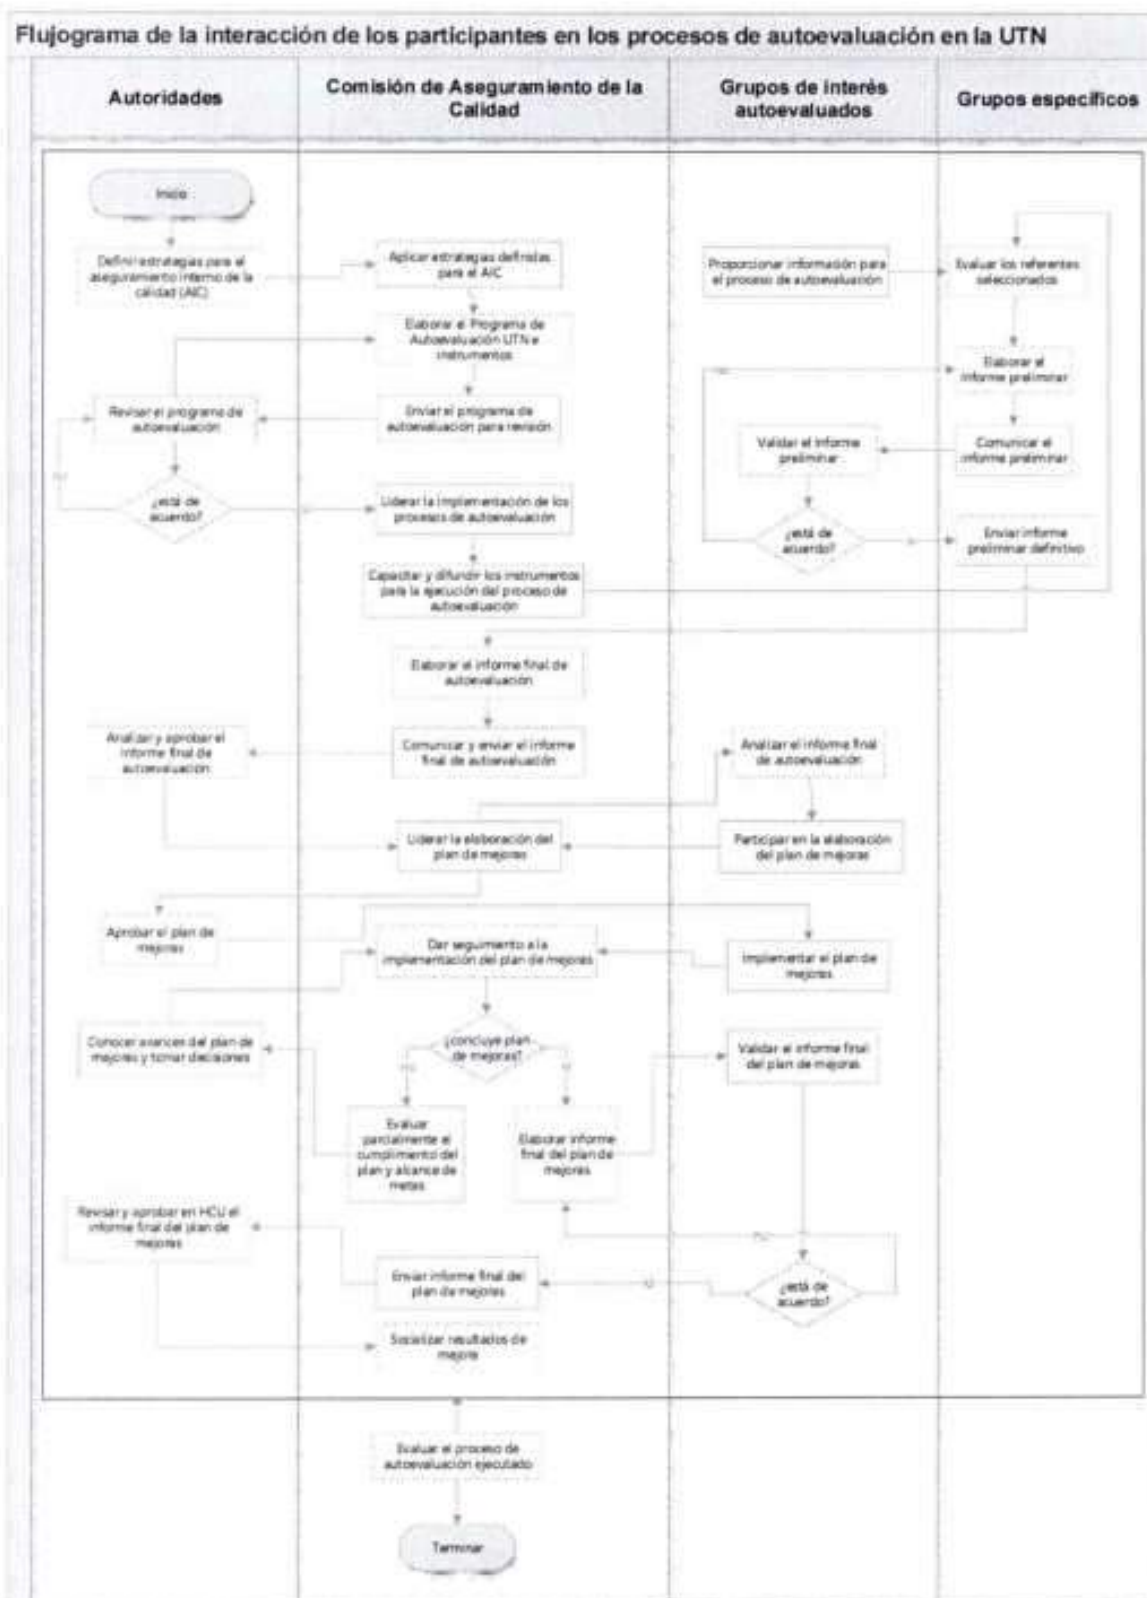 Flujograma de la interacción de los participantes en los procesos de autoevaluación en la UTN
Autoridades
Comisión de Aseguramiento de la
Calidad
Grupos de interés
autoevaluados
Grupos específicos
Inicio
Definir estrategias para el
aseguramiento interno de la
calidad (AIC)
Aplicar estrategias definidas
para el AIC
Proporcionar información para
el proceso de autoevaluación
Evaluar los referentes
seleccionados
Elaborar el Programa de
Autoevaluación UTN e
instrumentos
Elaborar el
informe preliminar
Revisar el programa de
autoevaluación
Enviar el programa de
autoevaluación para revisión
Validar el informe
preliminar
Comunicar el
informe preliminar
¿está de
acuerdo?
Liderar la implementación de los
procesos de autoevaluación
¿está de
acuerdo?
Enviar informe
preliminar definitivo
Capacitar y difundir los instrumentos
para la ejecución del proceso de
autoevaluación
Elaborar el informe final de
autoevaluación
Analizar y aprobar el
informe final de
autoevaluación
Comunicar y enviar el informe
final de autoevaluación
Analizar el informe final
de autoevaluación
Liderar la elaboración del
plan de mejoras
Participar en la elaboración
del plan de mejoras
Aprobar el plan de
mejoras
Dar seguimiento a la
implementación del plan de mejoras
Implementar el plan de
mejoras
Conocer avances del plan de
mejores y tomar decisiones
¿concluye plan
de mejoras?
Validar el informe final
del plan de mejoras
Evaluar
parcialmente el
cumplimento del
plan y alcance de
metas
Elaborar informe
final del plan de
mejoras
Revisar y aprobar en HCU el
informe final del plan de
mejoras
Enviar informe final del
plan de mejoras
¿está de
acuerdo?
Socializar resultados de
mejora
Evaluar el proceso de
autoevaluación ejecutado
Terminar